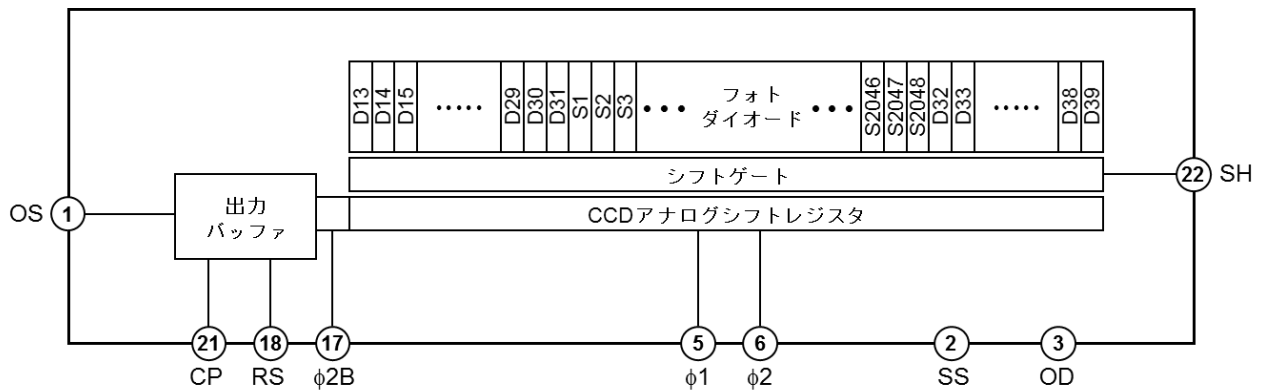 D13 D14 D15 ····· D29 D30 D31 S1 S2 S3 ••• フォト ••• S2046 S2047 S2048 D32 D33 ····· D38 D39
ダイオード
シフトゲート
22 SH
OS 1
出力
バッファ
CCDアナログシフトレジスタ
21 18 17 5 6 2 3
CP RS ϕ2B ϕ1 ϕ2 SS OD